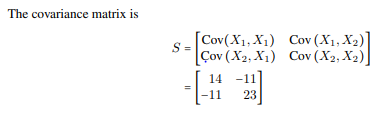 The covariance matrix is
S = [Cov(X₁, X₁) Cov (X₁, X₂)]
[Çov (X₂, X₁) Cov (X₂, X₂)]
= [14 −11]
[−11 23]